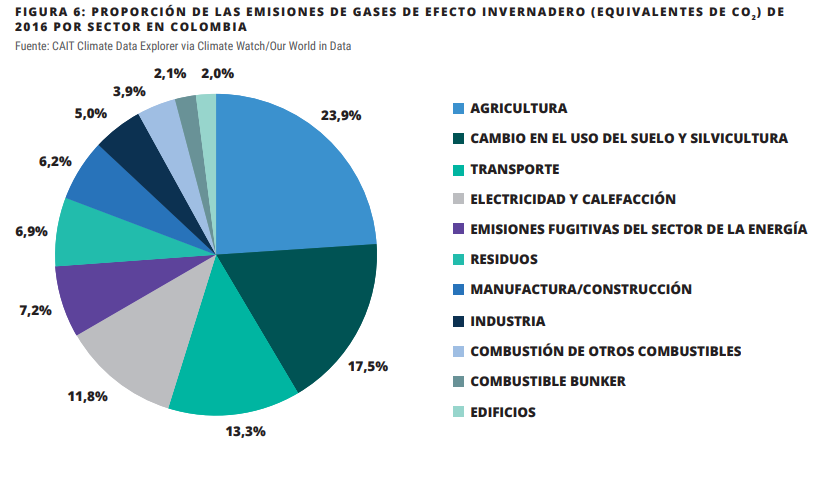 FIGURA 6: PROPORCIÓN DE LAS EMISIONES DE GASES DE EFECTO INVERNADERO (EQUIVALENTES DE CO₂) DE
2016 POR SECTOR EN COLOMBIA
Fuente: CAIT Climate Data Explorer via Climate Watch/Our World in Data
2,1%
2,0%
3,9%
5,0%
23,9%
6,2%
6,9%
7,2%
17,5%
11,8%
13,3%
AGRICULTURA
CAMBIO EN EL USO DEL SUELO Y SILVICULTURA
TRANSPORTE
ELECTRICIDAD Y CALEFACCIÓN
EMISIONES FUGITIVAS DEL SECTOR DE LA ENERGÍA
RESIDUOS
MANUFACTURA/CONSTRUCCIÓN
INDUSTRIA
COMBUSTIÓN DE OTROS COMBUSTIBLES
COMBUSTIBLE BUNKER
EDIFICIOS